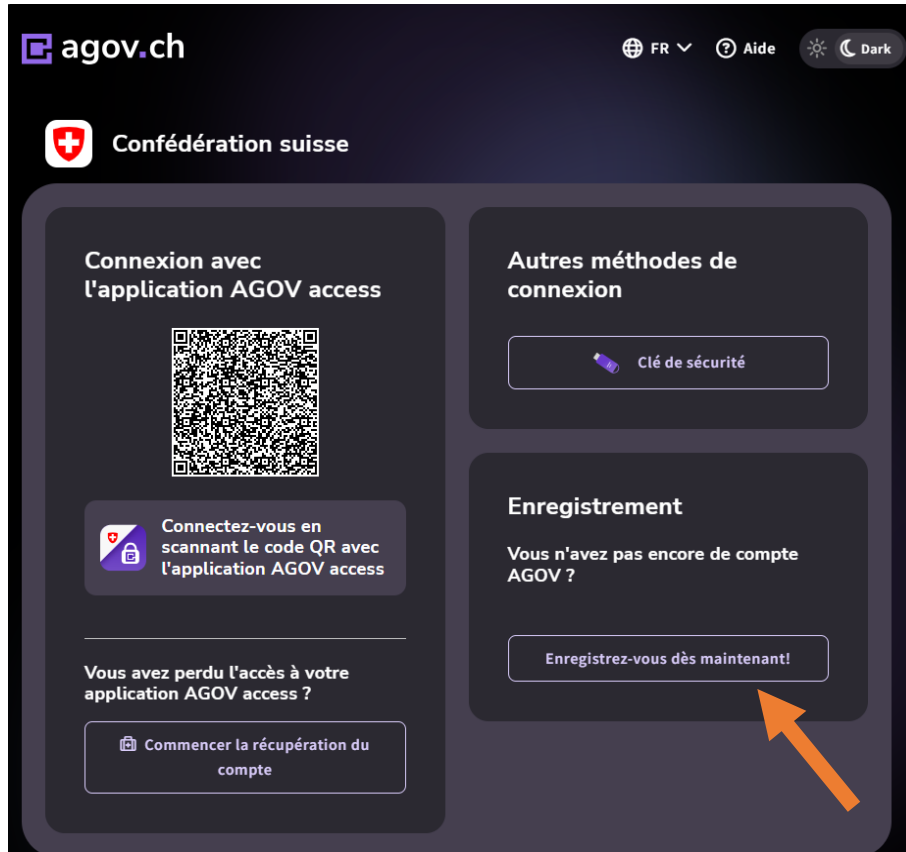 agov.ch
FR
Aide
Dark
Confédération suisse
Connexion avec
l'application AGOV access
Connectez-vous en
scannant le code QR avec
l'application AGOV access
Vous avez perdu l'accès à votre
application AGOV access ?
Commencer la récupération du
compte
Autres méthodes de
connexion
Clé de sécurité
Enregistrement
Vous n'avez pas encore de compte
AGOV ?
Enregistrez-vous dès maintenant!